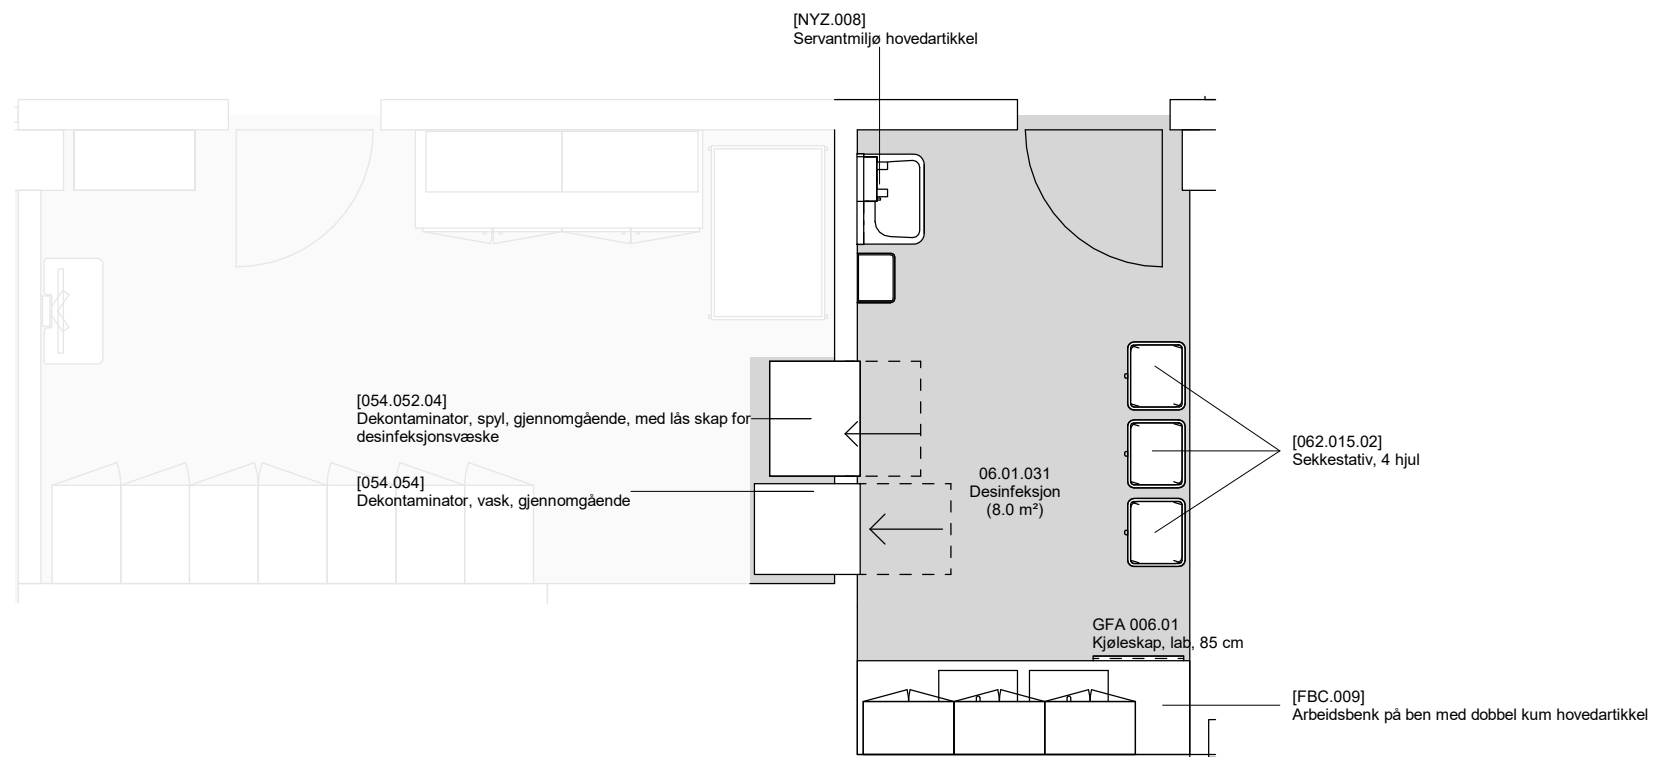 [NYZ.008]
Servantmiljø hovedartikkel
[054.052.04]
Dekontaminator, spyl, gjennomgående, med lås skap for
desinfeksjonsvæske
[054.054]
Dekontaminator, vask, gjennomgående
06.01.031
Desinfeksjon
(8.0 m²)
[062.015.02]
Sekkestativ, 4 hjul
GFA 006.01
Kjøleskap, lab, 85 cm
[FBC.009]
Arbeidsbenk på ben med dobbel kum hovedartikkel